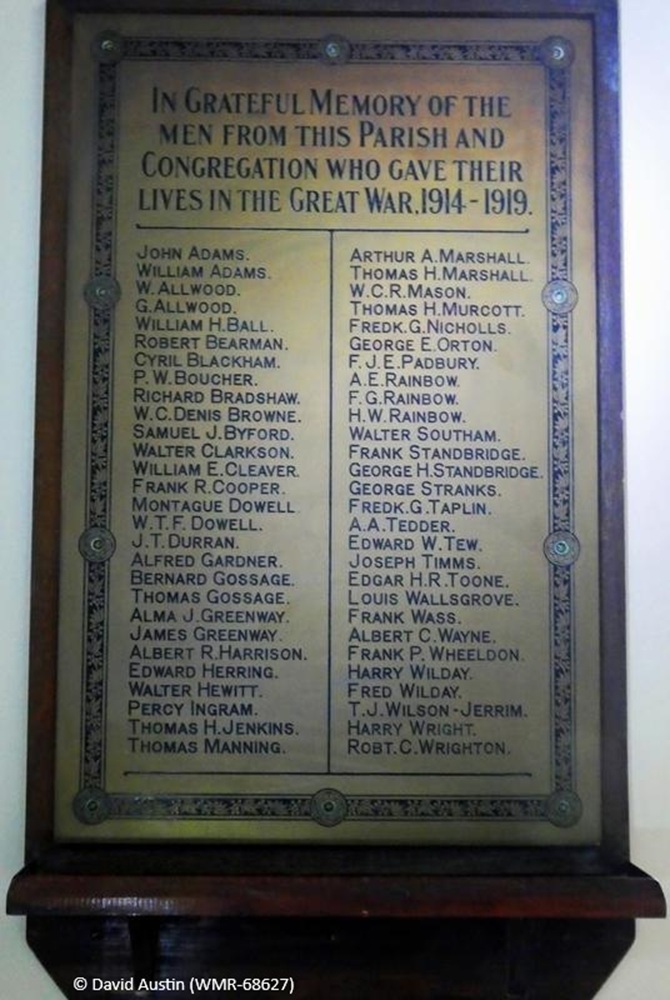 IN GRATEFUL MEMORY OF THE
MEN FROM THIS PARISH AND
CONGREGATION WHO GAVE THEIR
LIVES IN THE GREAT WAR, 1914 - 1919.
JOHN ADAMS.
WILLIAM ADAMS.
W. ALLWOOD.
G. ALLWOOD.
WILLIAM H. BALL.
ROBERT BEARMAN.
CYRIL BLACKHAM.
P. W. BOUCHER.
RICHARD BRADSHAW.
W. C. DENIS BROWNE.
SAMUEL J. BYFORD.
WALTER CLARKSON.
WILLIAM E. CLEAVER.
FRANK R. COOPER.
MONTAGUE DOWELL
W. T. F. DOWELL.
J. T. DURRAN.
ALFRED GARDNER.
BERNARD GOSSAGE.
THOMAS GOSSAGE.
ALMA J. GREENWAY.
JAMES GREENWAY.
ALBERT R. HARRISON.
EDWARD HERRING.
WALTER HEWITT.
PERCY INGRAM.
THOMAS H. JENKINS.
THOMAS MANNING.
ARTHUR A. MARSHALL.
THOMAS H. MARSHALL.
W. C. R. MASON.
THOMAS H. MURCOTT.
FREDK. G. NICHOLLS.
GEORGE E. ORTON.
F. J. E. PADBURY.
A. E. RAINBOW.
F. G. RAINBOW.
H. W. RAINBOW.
WALTER SOUTHAM.
FRANK STANDBRIDGE.
GEORGE H. STANDBRIDGE.
GEORGE STRANKS.
FREDK. G. TAPLIN.
A. A. TEDDER.
EDWARD W. TEW.
JOSEPH TIMMS.
EDGAR H. R. TOONE.
LOUIS WALLSGROVE.
FRANK WASS.
ALBERT C. WAYNE.
FRANK P. WHEELDON.
HARRY WILDAY.
FRED WILDAY.
T. J. WILSON - JERRIM.
HARRY WRIGHT.
ROBT. C. WRIGHTON.
© David Austin (WMR-68627)